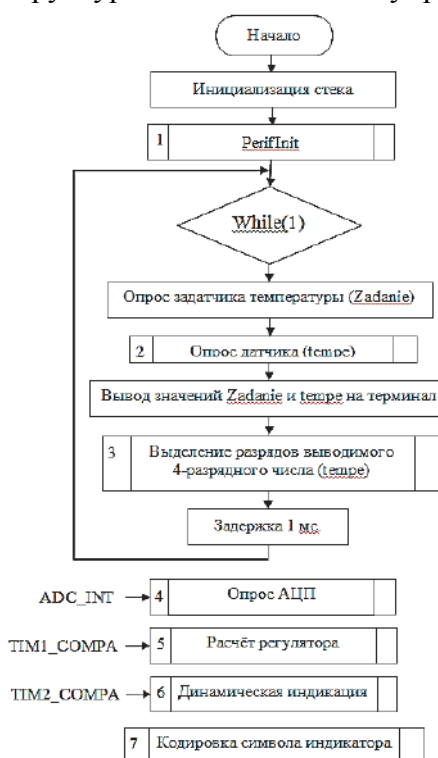 Начало
Инициализация стека
1 PerifInit
While(1)
Опрос задатчика температуры (Zadanie)
2 Опрос датчика (tempe)
Вывод значений Zadanie и tempe на терминал
3 Выделение разрядов выводимого
4-разрядного числа (tempe)
Задержка 1 мс
ADC_INT 4 Опрос АЦП
TIM1_COMPA 5 Расчёт регулятора
TIM2_COMPA 6 Динамическая индикация
7 Кодировка символа индикатора